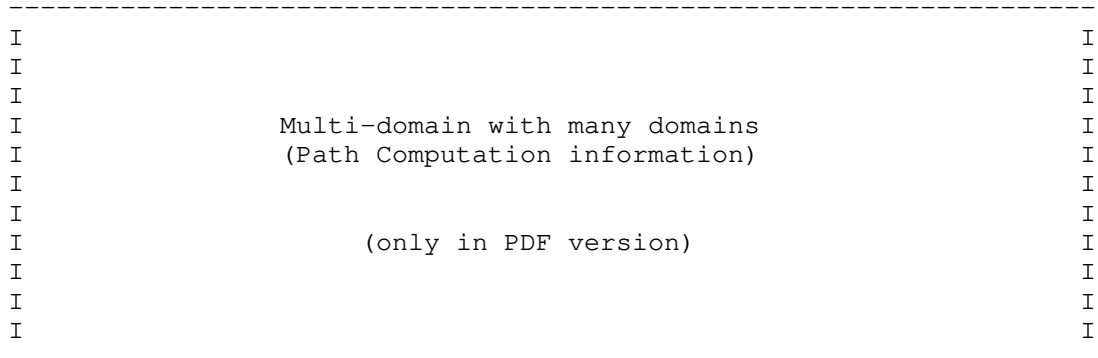 --------------------------------------------------------------------
I I
I I
I I
I Multi-domain with many domains I
I (Path Computation information) I
I I
I I
I (only in PDF version) I
I I
I I
I I